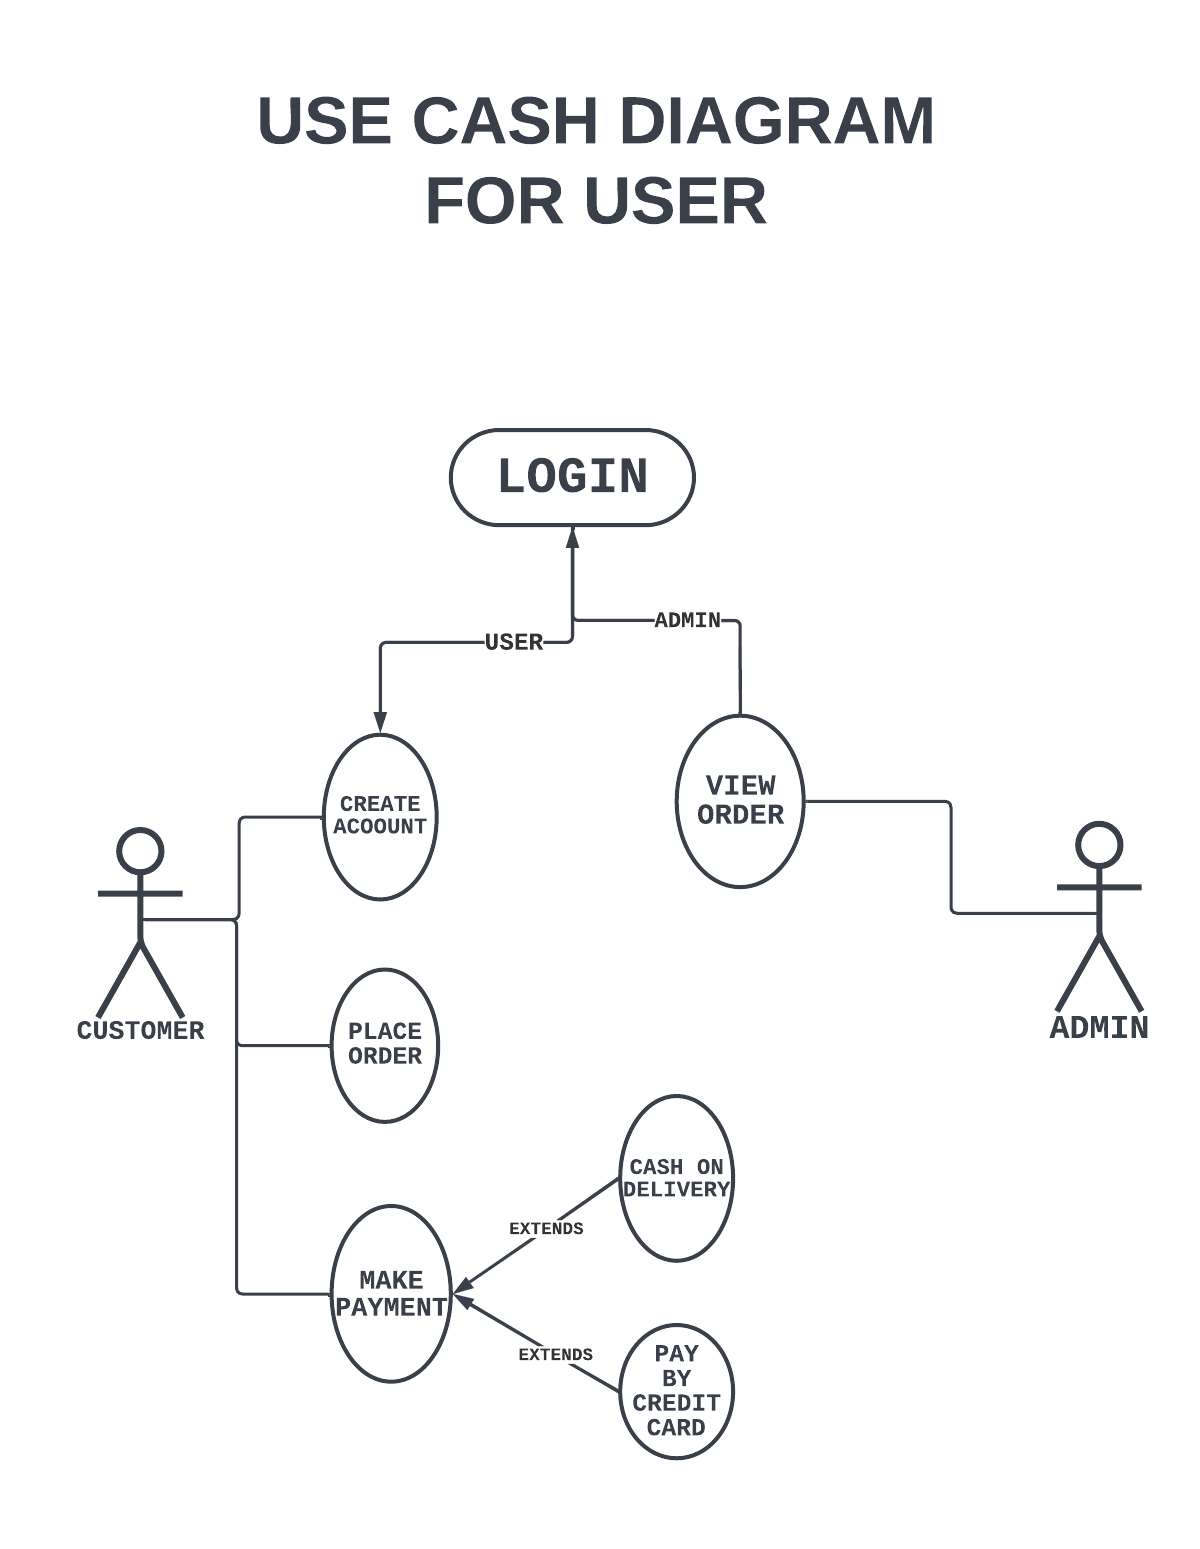 USE CASH DIAGRAM
FOR USER
LOGIN
ADMIN
USER
VIEW
ORDER
CREATE
ACOOUNT
CUSTOMER
ADMIN
PLACE
ORDER
CASH ON
DELIVERY
EXTENDS
MAKE
PAYMENT
EXTENDS
PAY
BY
CREDIT
CARD